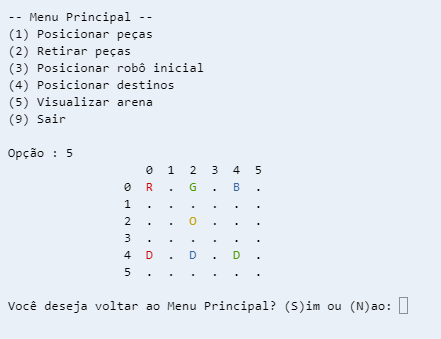 -- Menu Principal --
(1) Posicionar peças
(2) Retirar peças
(3) Posicionar robô inicial
(4) Posicionar destinos
(5) Visualizar arena
(9) Sair
Opção : 5
0 1 2 3 4 5
0 R . G . B .
1 . . . . . .
2 . . O . . .
3 . . . . . .
4 D . D . D .
5 . . . . . .
Você deseja voltar ao Menu Principal? (S)im ou (N)ao: